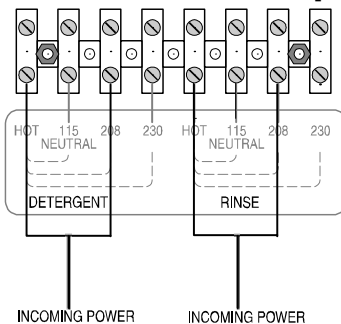 HOT 115 208 230 HOT 115 208 230
NEUTRAL NEUTRAL
DETERGENT RINSE
INCOMING POWER INCOMING POWER